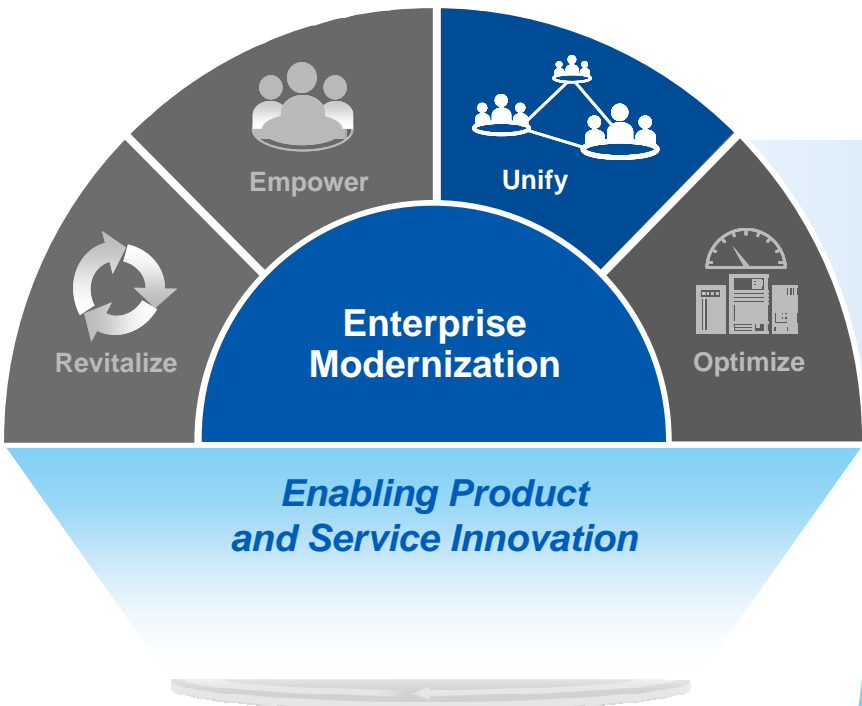 Empower
Unify
Revitalize
Optimize
Enterprise
Modernization
Enabling Product
and Service Innovation